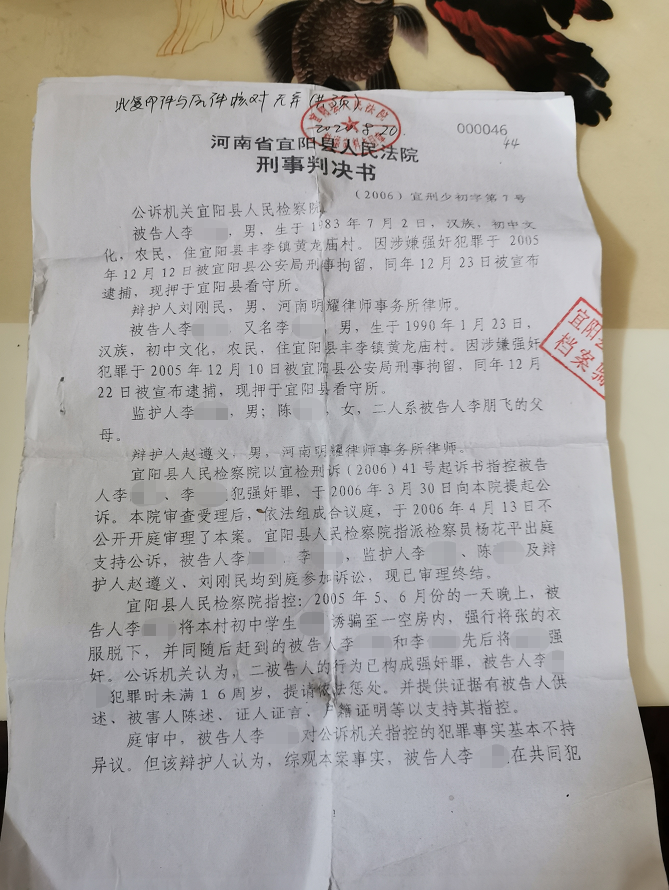 此复印件与原件核对无异（共3页）
2020.8.20
000046
44
河南省宜阳县人民法院
刑事判决书
（2006）宜刑少初字第7号
公诉机关宜阳县人民检察院
被告人李 ，男，生于1983年7月2日，汉族，初中文
化，农民，住宜阳县丰李镇黄龙庙村。因涉嫌强奸犯罪于2005
年12月12日被宜阳县公安局刑事拘留，同年12月23日被宣布
逮捕，现押于宜阳县看守所。
辩护人刘刚民，男，河南明耀律师事务所律师。
被告人李 ，又名李 ，男，生于1990年1月23日，
汉族，初中文化，农民，住宜阳县丰李镇黄龙庙村。因涉嫌强奸
犯罪于2005年12月10日被宜阳县公安局刑事拘留，同年12月
22日被宣布逮捕，现押于宜阳县看守所。
监护人李 ，男；陈 ，女，二人系被告人李朋飞的父
母。
辩护人赵遵义，男，河南明耀律师事务所律师。
宜阳县人民检察院以宜检刑诉（2006）41号起诉书指控被告
人李 、李 犯强奸罪，于2006年3月30日向本院提起公
诉。本院审查受理后，依法组成合议庭，于2006年4月13日不
公开开庭审理了本案。宜阳县人民检察院指派检察员杨花平出庭
支持公诉，被告人李 、李 ，监护人李 、陈 及辩
护人赵遵义、刘刚民均到庭参加诉讼，现已审理终结。
宜阳县人民检察院指控：2005年5、6月份的一天晚上，被
告人李 将本村初中学生 诱骗至一空房内，强行将张的衣
服脱下，并同随后赶到的被告人李 和李 先后将 强
奸。公诉机关认为，二被告人的行为已构成强奸罪，被告人李
犯罪时未满16周岁，提请依法惩处。并提供证据有被告人供
述、被害人陈述、证人证言、户籍证明等以支持其指控。
庭审中，被告人李 对公诉机关指控的犯罪事实基本不持
异议。但该辩护人认为，综观本案事实，被告人李 在共同犯
宜阳
档案